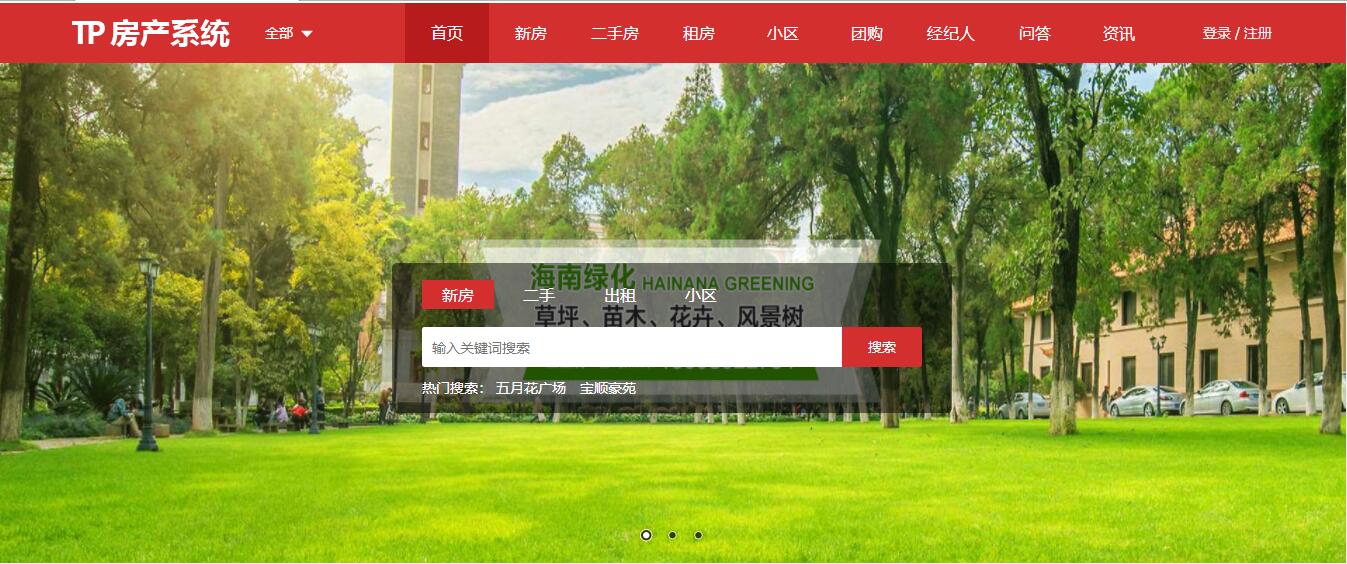 TP 房产系统
全部
首页 新房 二手房 租房 小区 团购 经纪人 问答 资讯
登录 / 注册
海南绿化 HAINANA GREENING
新房 二手 出租 小区
草坪、苗木、花卉、风景树
输入关键词搜索 搜索
热门搜索： 五月花广场 宝顺豪苑